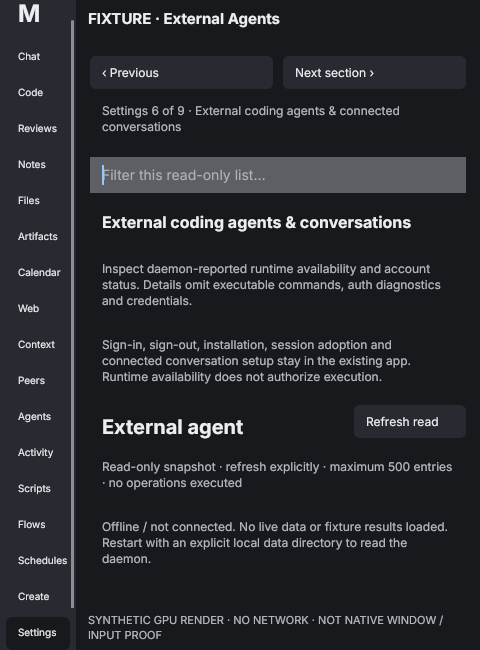 M
Chat
Code
Reviews
Notes
Files
Artifacts
Calendar
Web
Context
Peers
Agents
Activity
Scripts
Flows
Schedules
Create
Settings
FIXTURE · External Agents
‹ Previous
Next section ›
Settings 6 of 9 · External coding agents & connected
conversations
Filter this read-only list...
External coding agents & conversations
Inspect daemon-reported runtime availability and account
status. Details omit executable commands, auth diagnostics
and credentials.
Sign-in, sign-out, installation, session adoption and
connected conversation setup stay in the existing app.
Runtime availability does not authorize execution.
External agent
Refresh read
Read-only snapshot · refresh explicitly · maximum 500 entries
· no operations executed
Offline / not connected. No live data or fixture results loaded.
Restart with an explicit local data directory to read the
daemon.
SYNTHETIC GPU RENDER · NO NETWORK · NOT NATIVE WINDOW /
INPUT PROOF